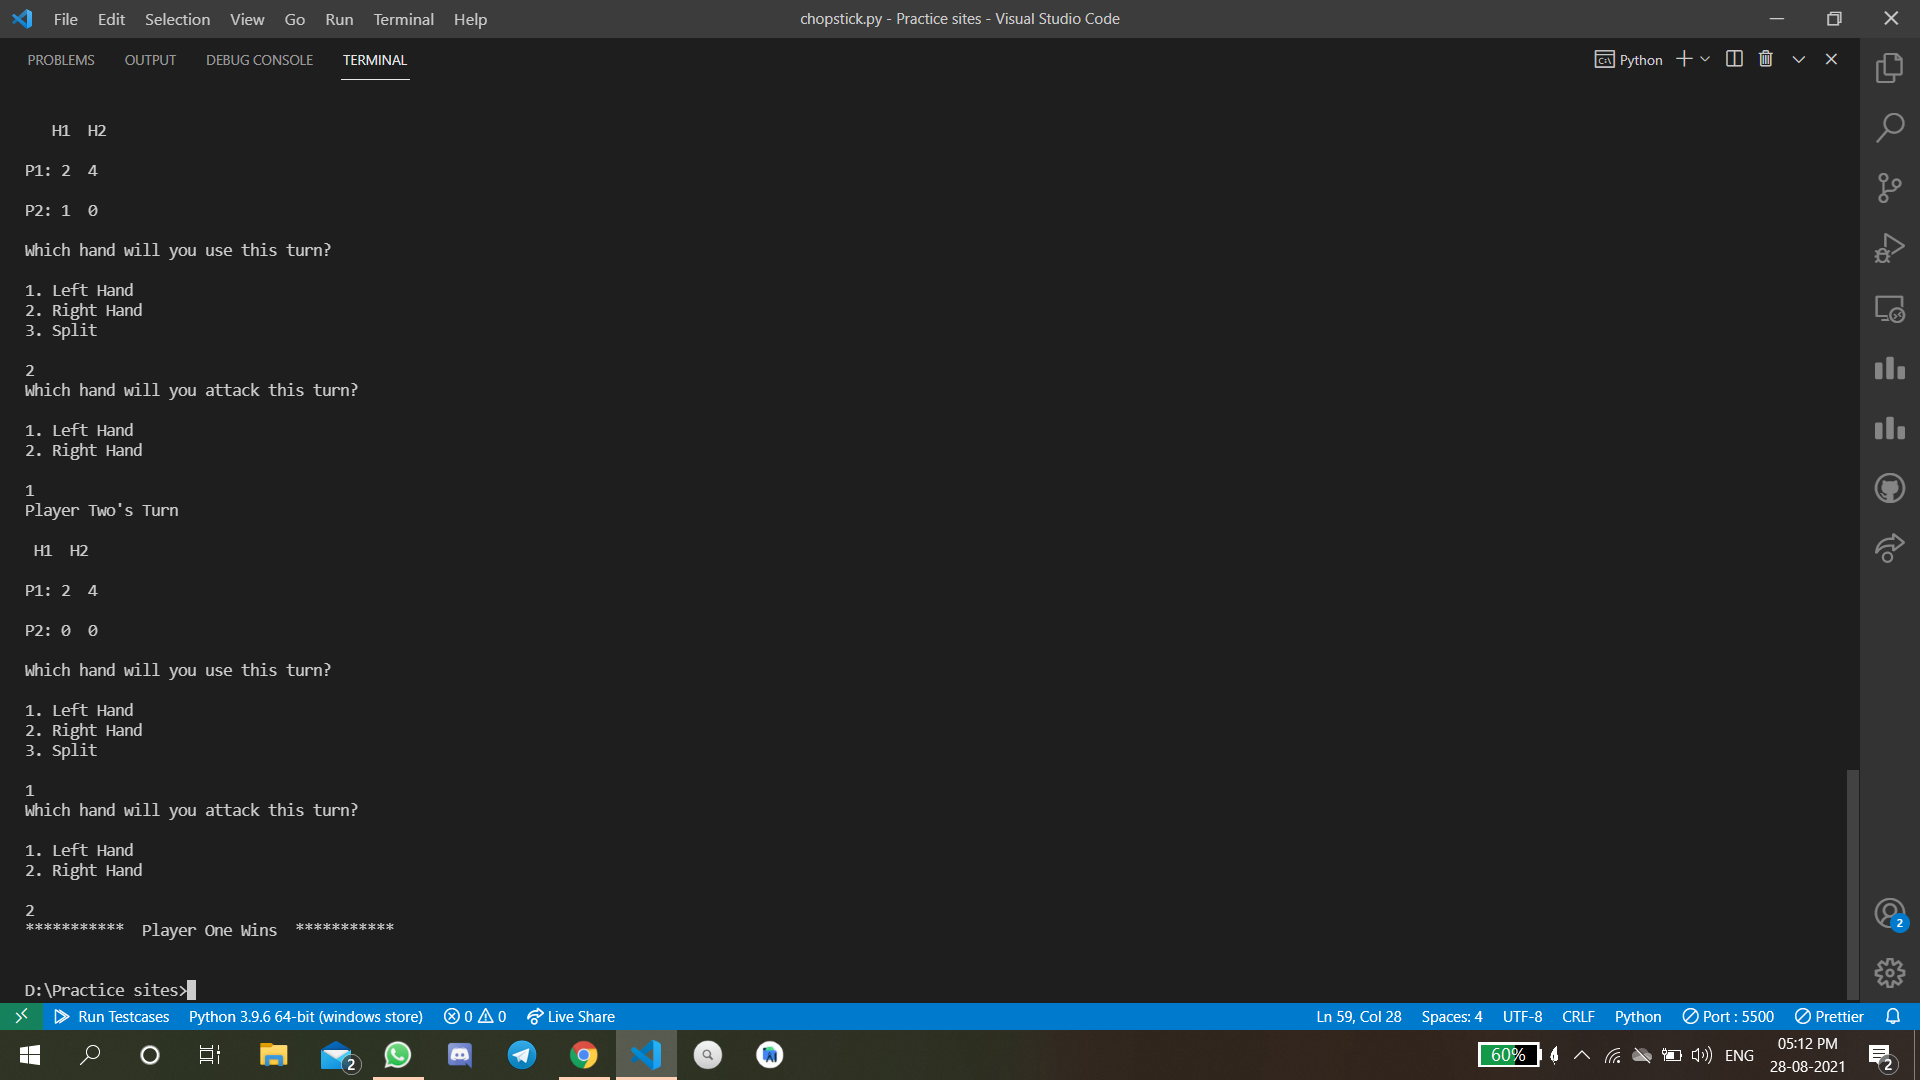 File Edit Selection View Go Run Terminal Help
chopstick.py - Practice sites - Visual Studio Code
PROBLEMS OUTPUT DEBUG CONSOLE TERMINAL
Python
H1 H2
P1: 2 4
P2: 1 0
Which hand will you use this turn?
1. Left Hand
2. Right Hand
3. Split
2
Which hand will you attack this turn?
1. Left Hand
2. Right Hand
1
Player Two's Turn
H1 H2
P1: 2 4
P2: 0 0
Which hand will you use this turn?
1. Left Hand
2. Right Hand
3. Split
1
Which hand will you attack this turn?
1. Left Hand
2. Right Hand
2
*********** Player One Wins ***********
D:\Practice sites>
2
Run Testcases Python 3.9.6 64-bit (windows store) 0 0 Live Share
Ln 59, Col 28 Spaces: 4 UTF-8 CRLF Python Port : 5500 Prettier
2
60%
ENG
05:12 PM
28-08-2021
2